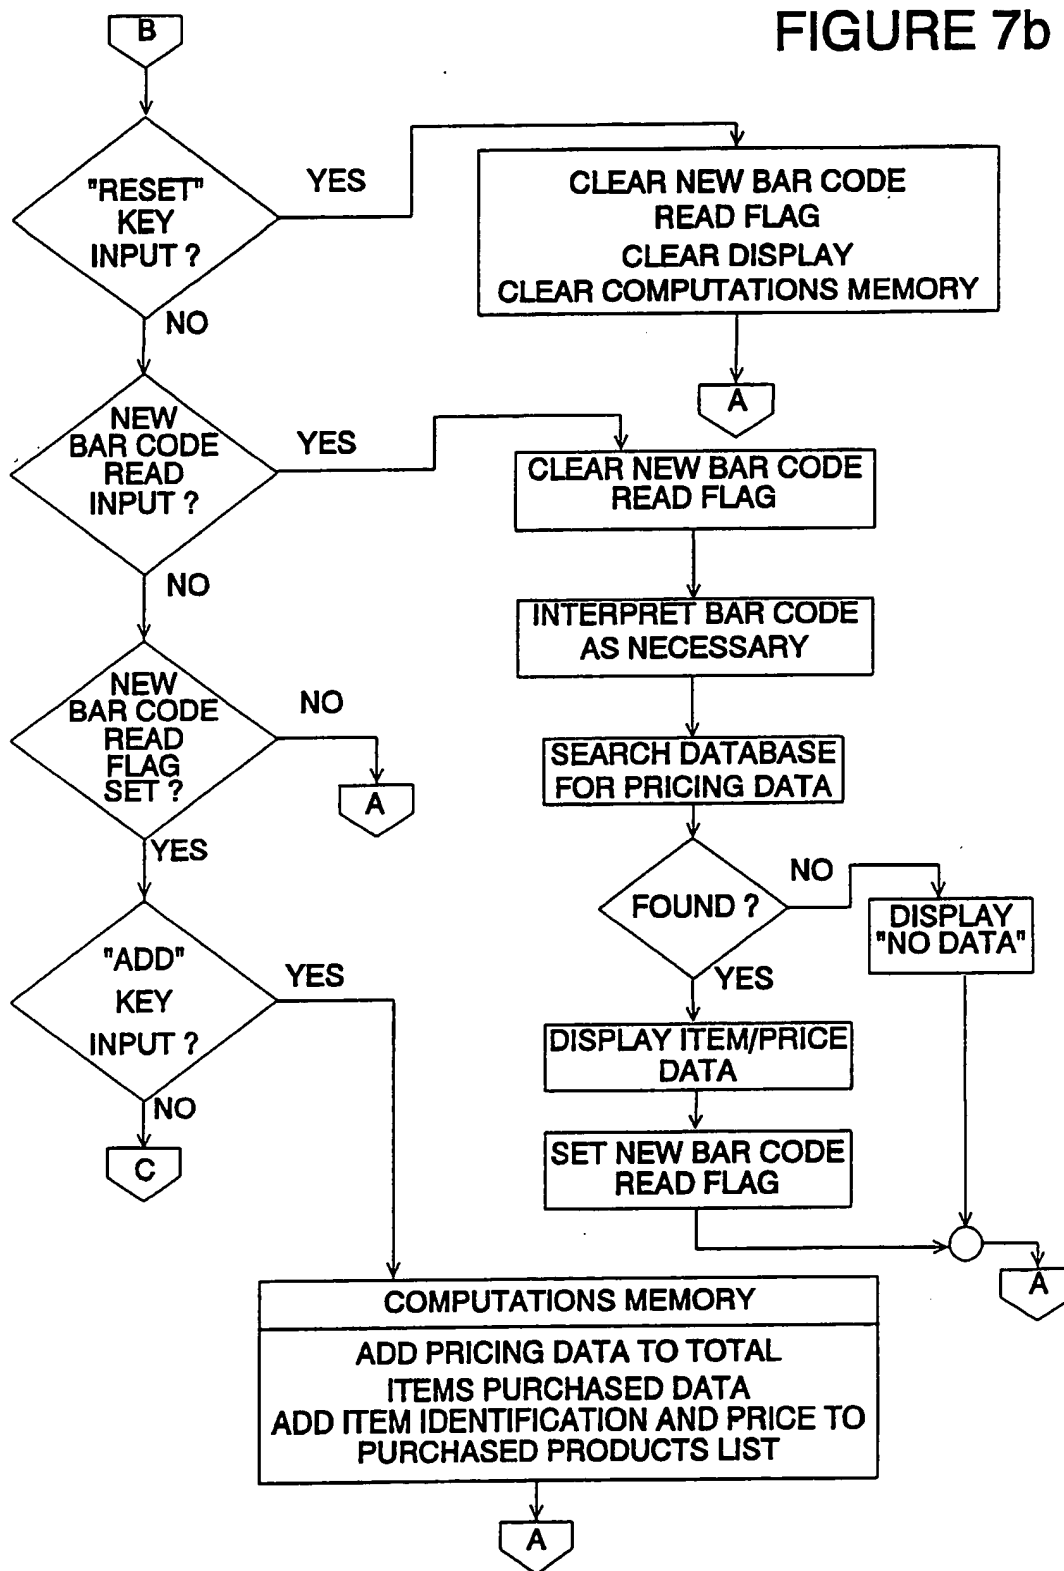 FIGURE 7b
B
"RESET"
KEY
INPUT ?
YES
NO
CLEAR NEW BAR CODE
READ FLAG
CLEAR DISPLAY
CLEAR COMPUTATIONS MEMORY
A
NEW
BAR CODE
READ
INPUT ?
YES
NO
CLEAR NEW BAR CODE
READ FLAG
INTERPRET BAR CODE
AS NECESSARY
NEW
BAR CODE
READ
FLAG
SET ?
NO
A
YES
SEARCH DATABASE
FOR PRICING DATA
FOUND ?
NO
DISPLAY
"NO DATA"
YES
"ADD"
KEY
INPUT ?
YES
NO
C
DISPLAY ITEM/PRICE
DATA
SET NEW BAR CODE
READ FLAG
A
COMPUTATIONS MEMORY
ADD PRICING DATA TO TOTAL
ITEMS PURCHASED DATA
ADD ITEM IDENTIFICATION AND PRICE TO
PURCHASED PRODUCTS LIST
A